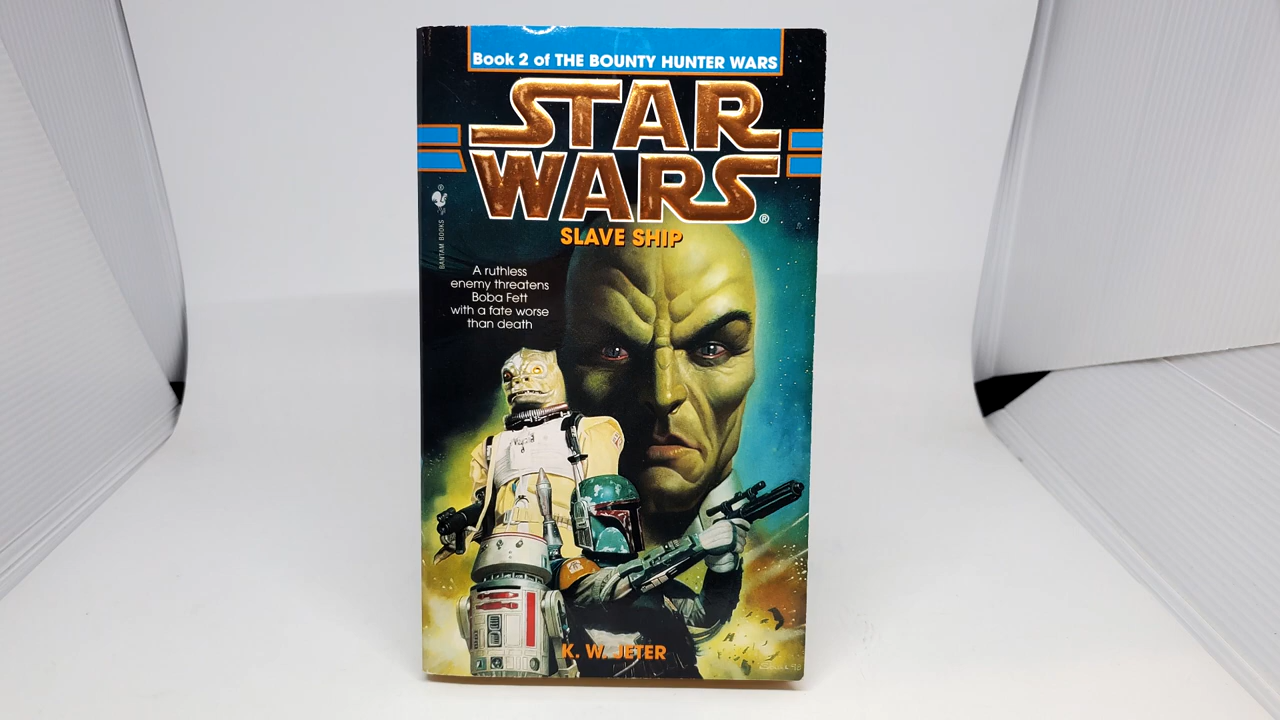 Book 2 of THE BOUNTY HUNTER WARS
STAR
WARS®
SLAVE SHIP
BANTAM BOOKS ®
A ruthless
enemy threatens
Boba Fett
with a fate worse
than death
K. W. JETER